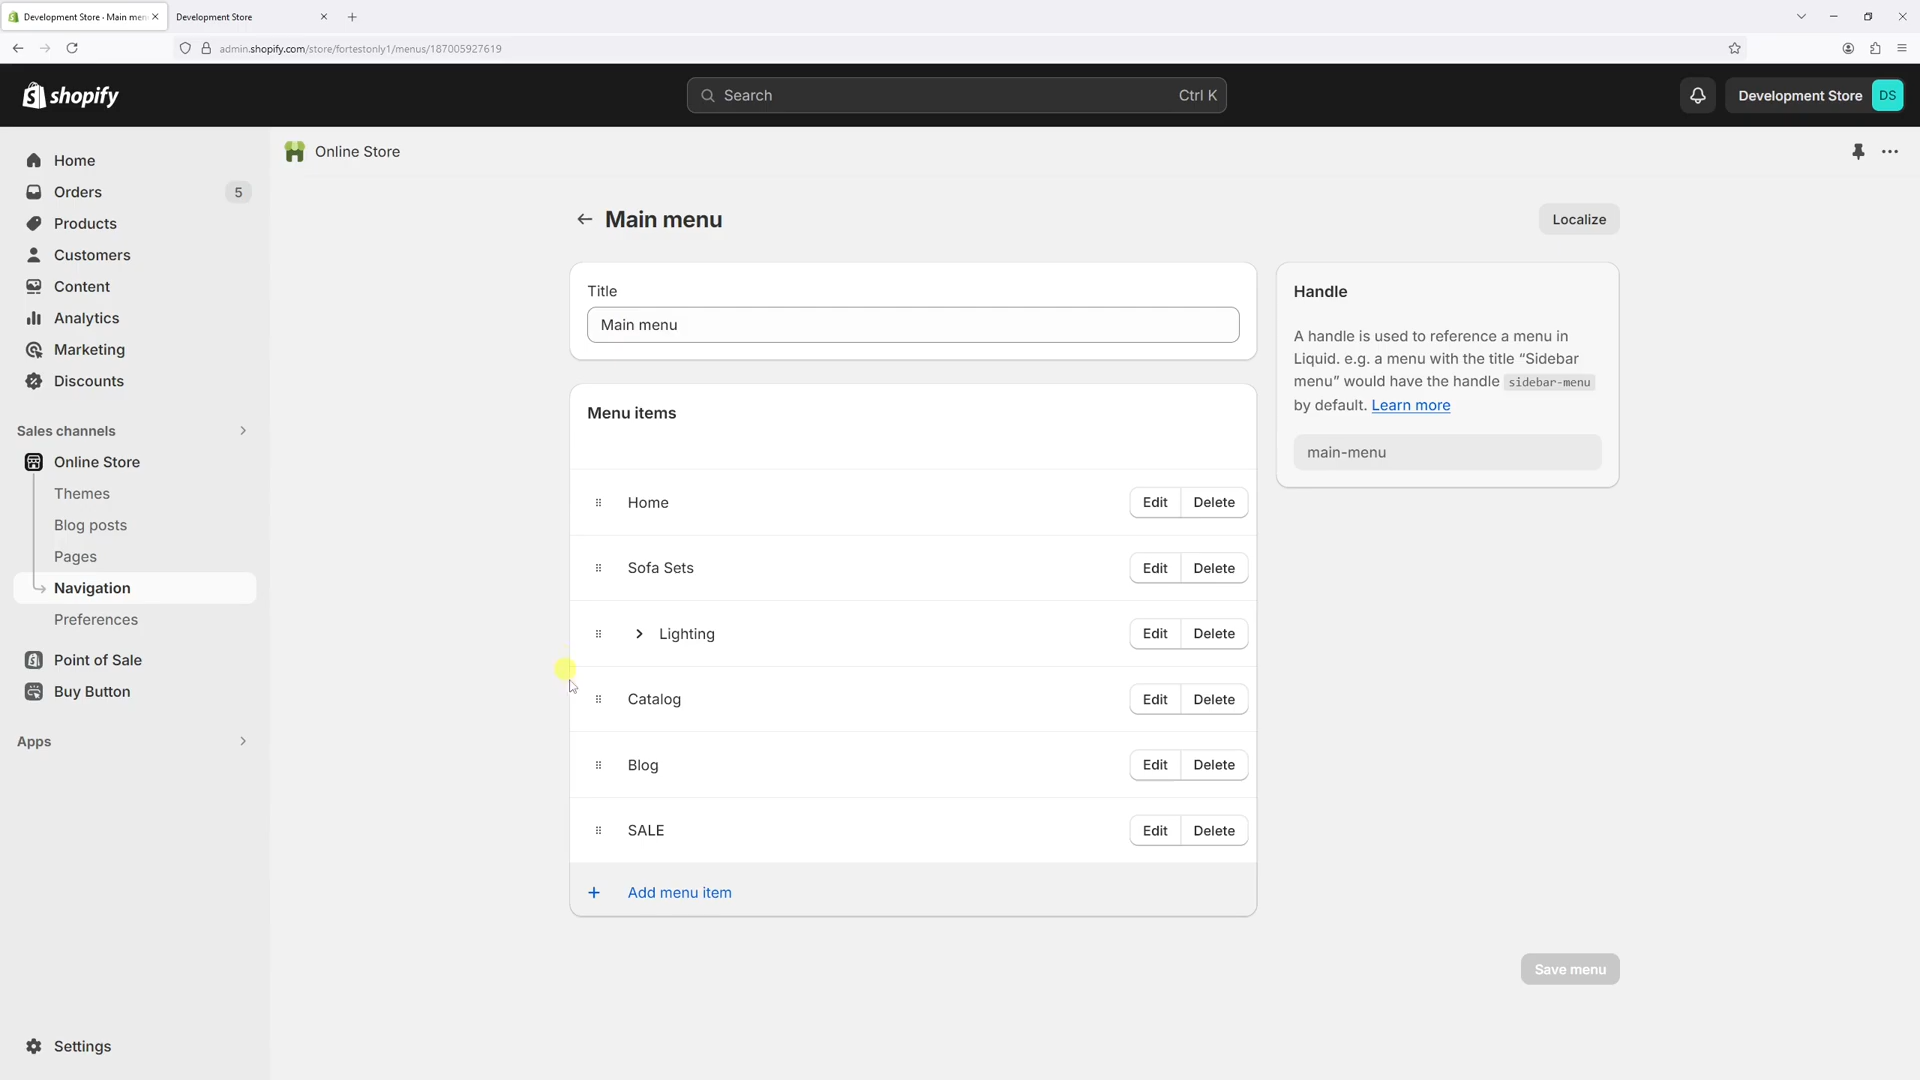 Development Store - Main men
Development Store
admin.shopify.com/store/fortestonly1/menus/187005927619
shopify
Search
Ctrl K
Development Store
DS
Home
Orders
5
Products
Customers
Content
Analytics
Marketing
Discounts
Sales channels
Online Store
Themes
Blog posts
Pages
Navigation
Preferences
Point of Sale
Buy Button
Apps
Settings
Online Store
Main menu
Localize
Title
Main menu
Menu items
Home
Edit
Delete
Sofa Sets
Edit
Delete
Lighting
Edit
Delete
Catalog
Edit
Delete
Blog
Edit
Delete
SALE
Edit
Delete
Add menu item
Handle
A handle is used to reference a menu in
Liquid. e.g. a menu with the title “Sidebar
menu” would have the handle sidebar-menu
by default. Learn more
main-menu
Save menu